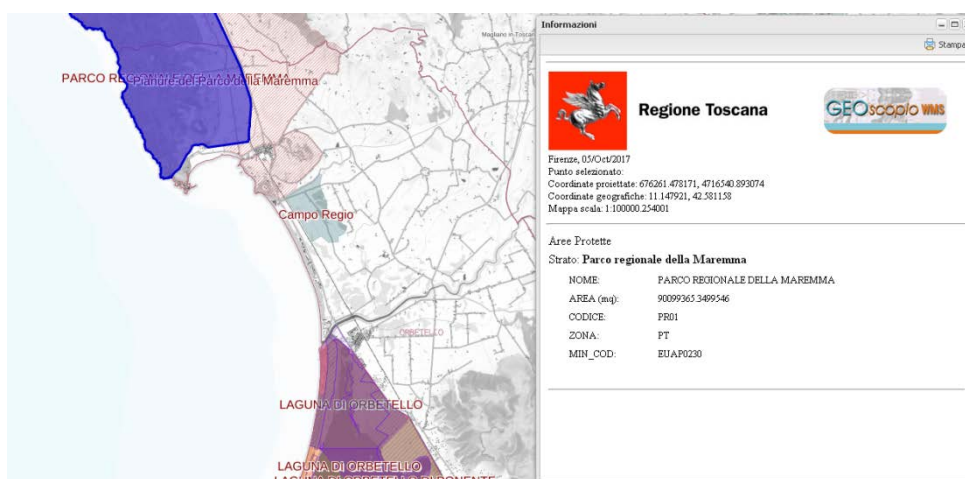 Magliano in Toscana
PARCO REGIONALE DELLA MAREMMA
Pianure del Parco della Maremma
Campo Regio
ORBETELLO
LAGUNA DI ORBETELLO
LAGUNA DI ORBETELLO
Informazioni
Stampa
Regione Toscana
GEOscopio WMS
Firenze, 05/Oct/2017
Punto selezionato:
Coordinate proiettate: 676261.478171, 4716540.893074
Coordinate geografiche: 11.147921, 42.581158
Mappa scala: 1:100000.254001
Aree Protette
Strato: Parco regionale della Maremma
NOME: PARCO REGIONALE DELLA MAREMMA
AREA (mq): 90099365.3499546
CODICE: PR01
ZONA: PT
MIN_COD: EUAP0230